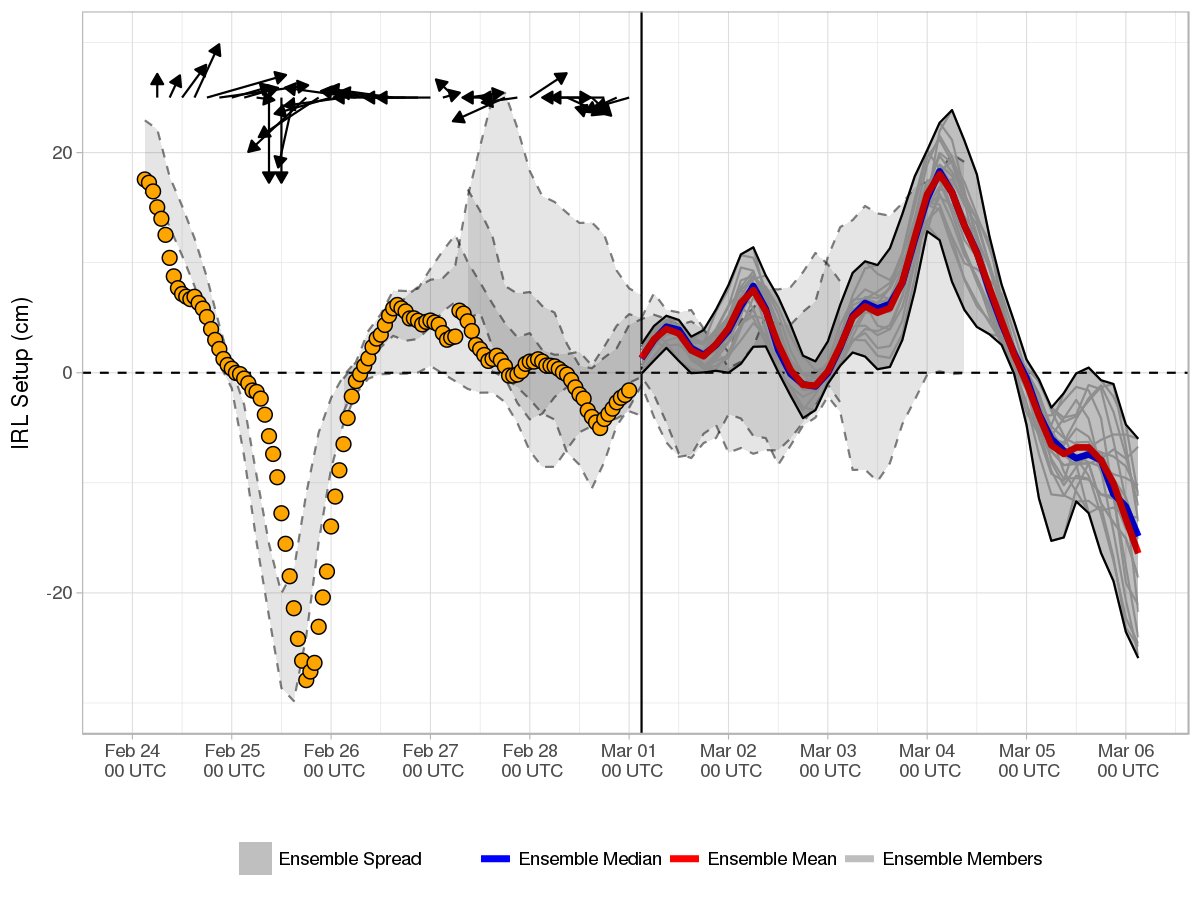 IRL Setup (cm)
20
0
-20
Feb 24 00 UTC
Feb 25 00 UTC
Feb 26 00 UTC
Feb 27 00 UTC
Feb 28 00 UTC
Mar 01 00 UTC
Mar 02 00 UTC
Mar 03 00 UTC
Mar 04 00 UTC
Mar 05 00 UTC
Mar 06 00 UTC
Ensemble Spread
Ensemble Median
Ensemble Mean
Ensemble Members